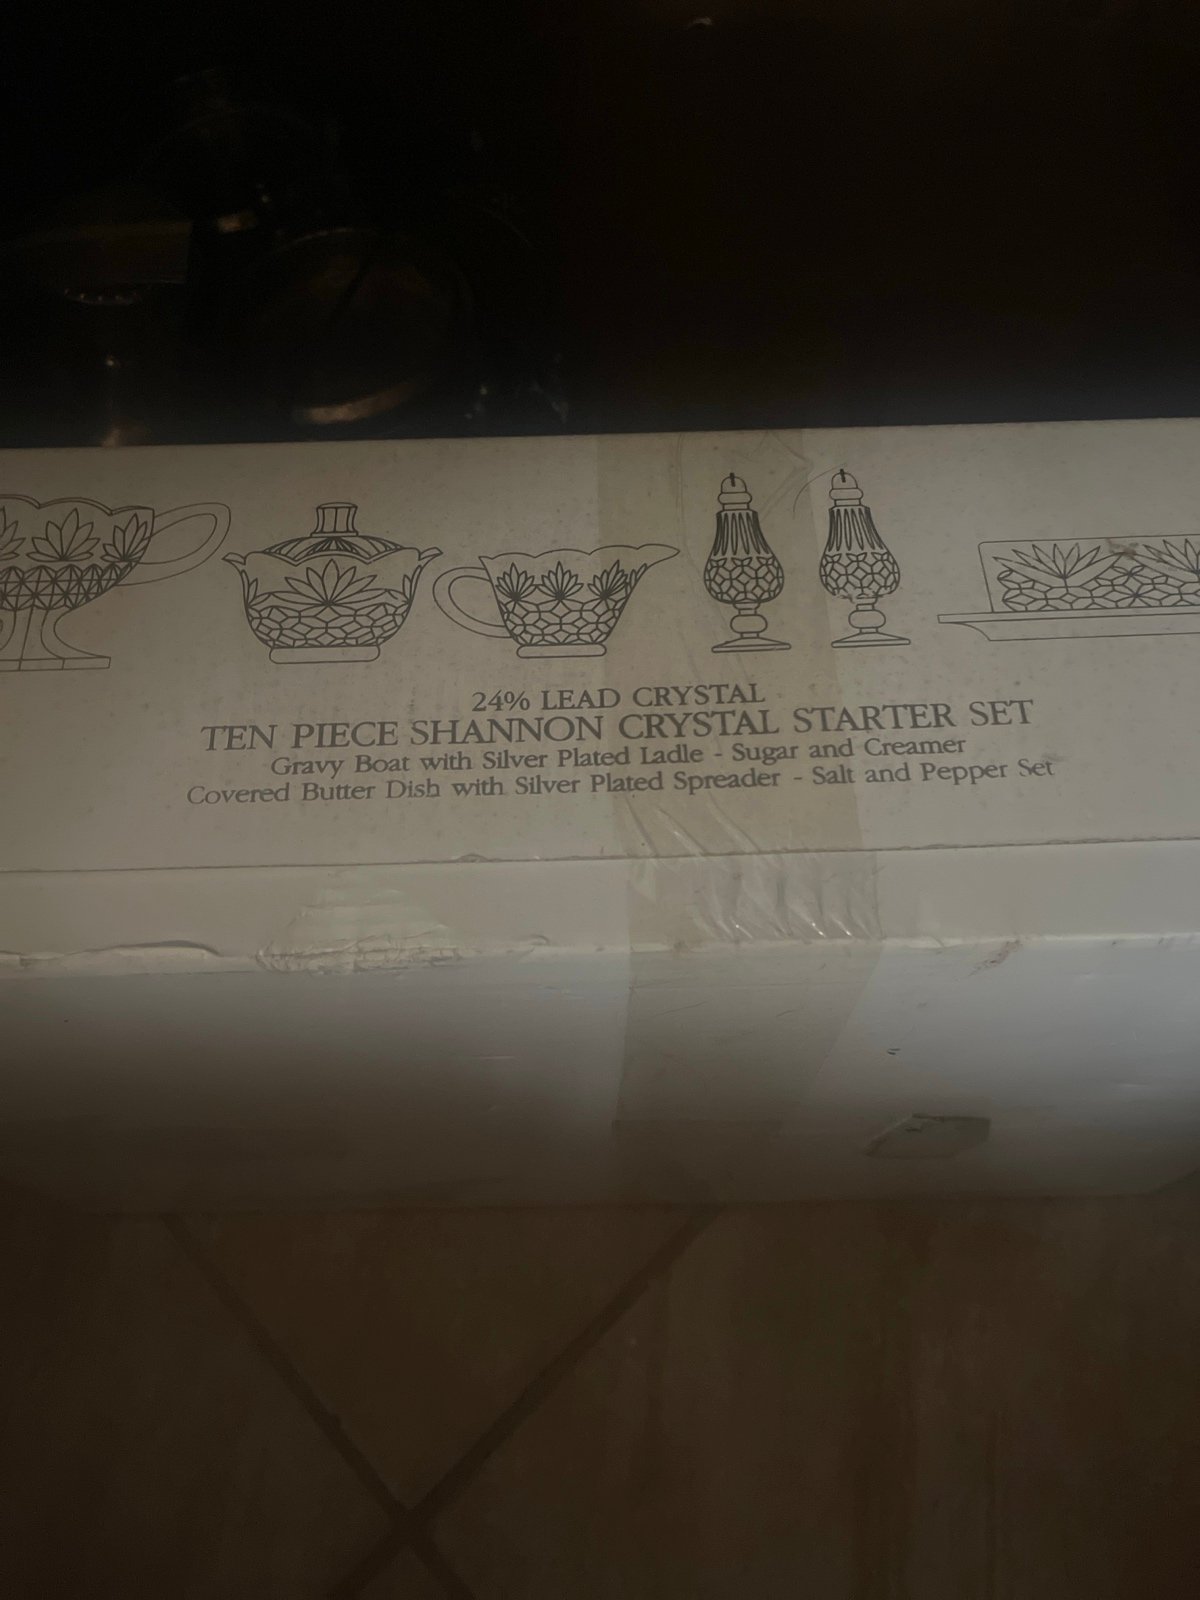 24% LEAD CRYSTAL
TEN PIECE SHANNON CRYSTAL STARTER SET
Gravy Boat with Silver Plated Ladle - Sugar and Creamer
Covered Butter Dish with Silver Plated Spreader - Salt and Pepper Set